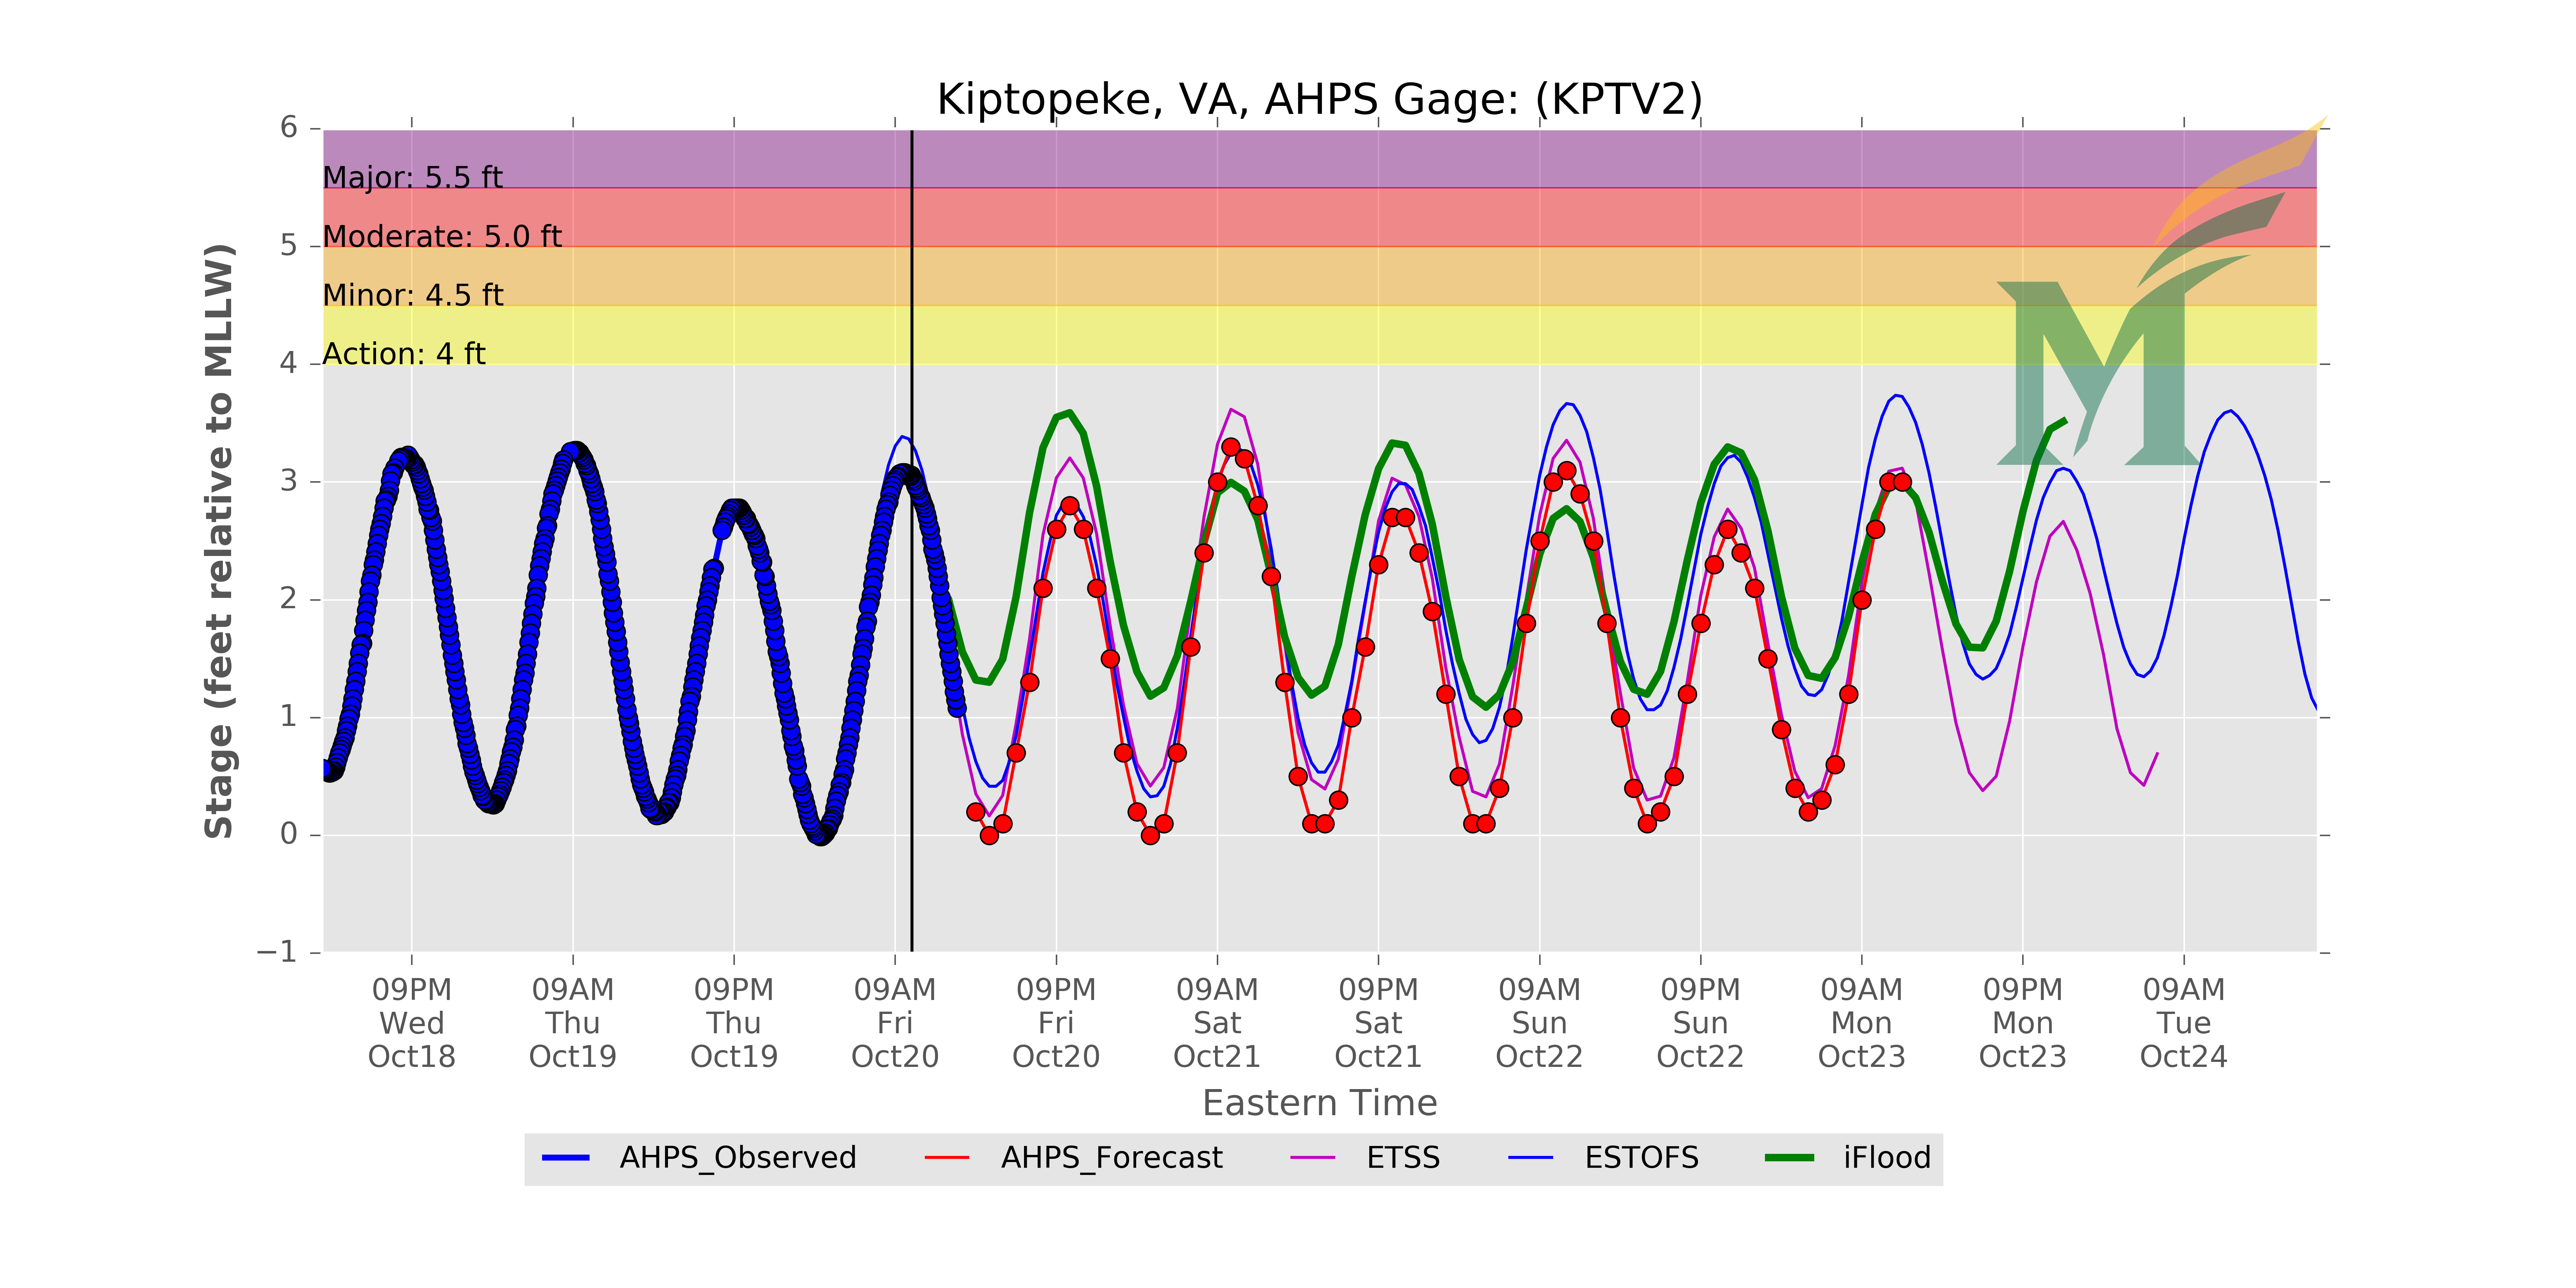 Kiptopeke, VA, AHPS Gage: (KPTV2)
6
5
4
3
2
1
0
−1
Stage (feet relative to MLLW)
Major: 5.5 ft
Moderate: 5.0 ft
Minor: 4.5 ft
Action: 4 ft
M
09PM 09AM 09PM 09AM 09PM 09AM 09PM 09AM 09PM 09AM 09PM 09AM
Wed Thu Thu Fri Fri Sat Sat Sun Sun Mon Mon Tue
Oct18 Oct19 Oct19 Oct20 Oct20 Oct21 Oct21 Oct22 Oct22 Oct23 Oct23 Oct24
Eastern Time
AHPS_Observed AHPS_Forecast ETSS ESTOFS iFlood